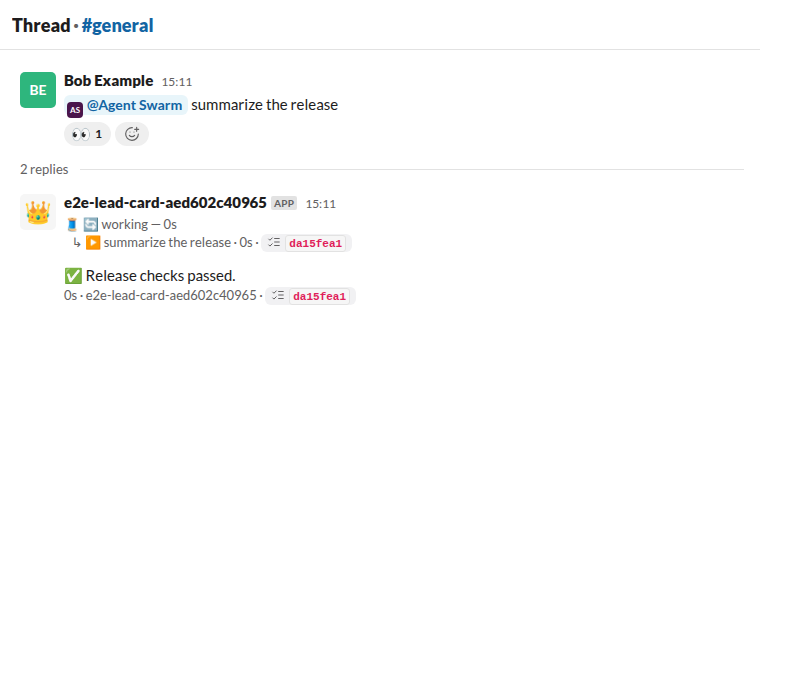 Thread · #general
BE
Bob Example 15:11
AS @Agent Swarm summarize the release
👀 1
2 replies
e2e-lead-card-aed602c40965 APP 15:11
🧵 🔄 working — 0s
↳ ▶️ summarize the release · 0s · da15fea1
✅ Release checks passed.
0s · e2e-lead-card-aed602c40965 · da15fea1